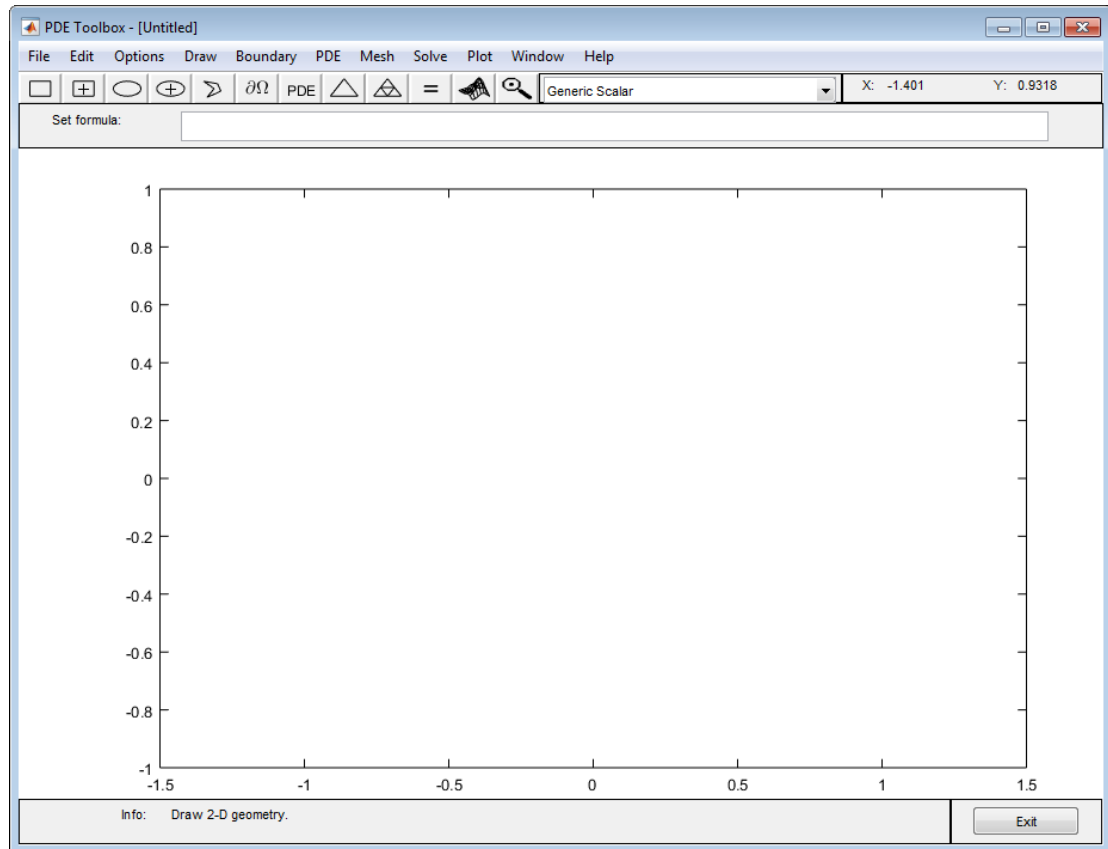 PDE Toolbox - [Untitled]
File Edit Options Draw Boundary PDE Mesh Solve Plot Window Help
∂Ω PDE = Generic Scalar X: -1.401 Y: 0.9318
Set formula:
1
0.8
0.6
0.4
0.2
0
-0.2
-0.4
-0.6
-0.8
-1
-1.5 -1 -0.5 0 0.5 1 1.5
Info: Draw 2-D geometry. Exit